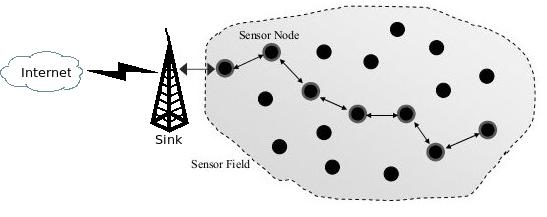 Sensor Node
Internet
Sink
Sensor Field